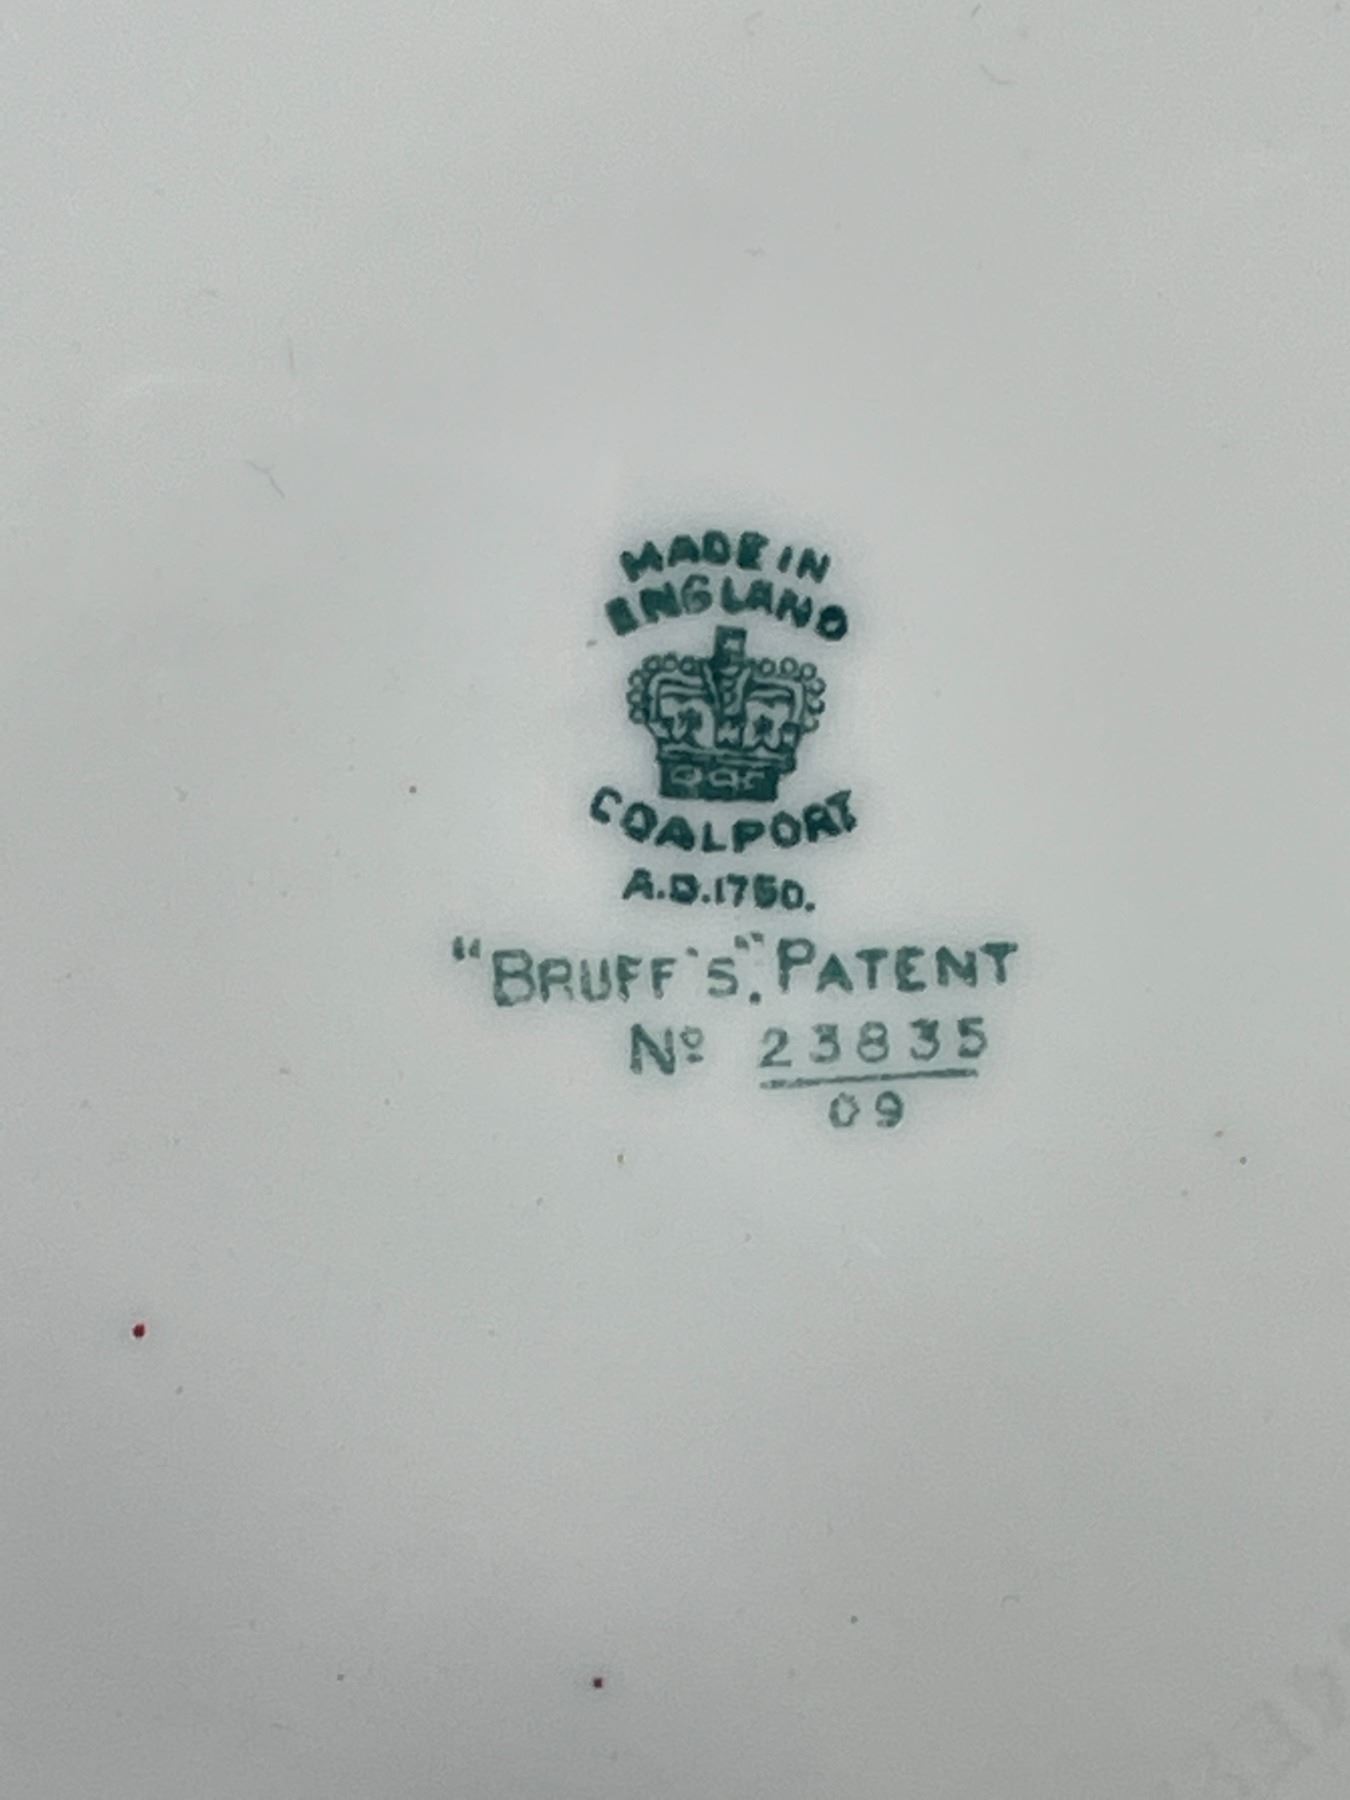 MADE IN
ENGLAND
COALPORT
A.D.1750.
"BRUFF'S". PATENT
Nº 23835
09